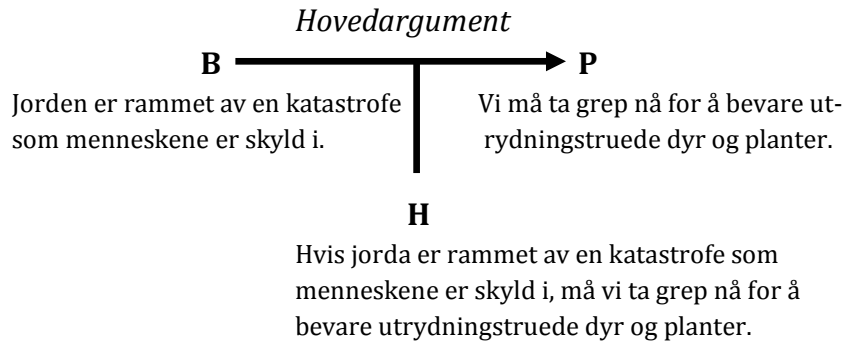 Hovedargument
B P
Jorden er rammet av en katastrofe
som menneskene er skyld i.
Vi må ta grep nå for å bevare ut-
rydningstruede dyr og planter.
H
Hvis jorda er rammet av en katastrofe som
menneskene er skyld i, må vi ta grep nå for å
bevare utrydningstruede dyr og planter.